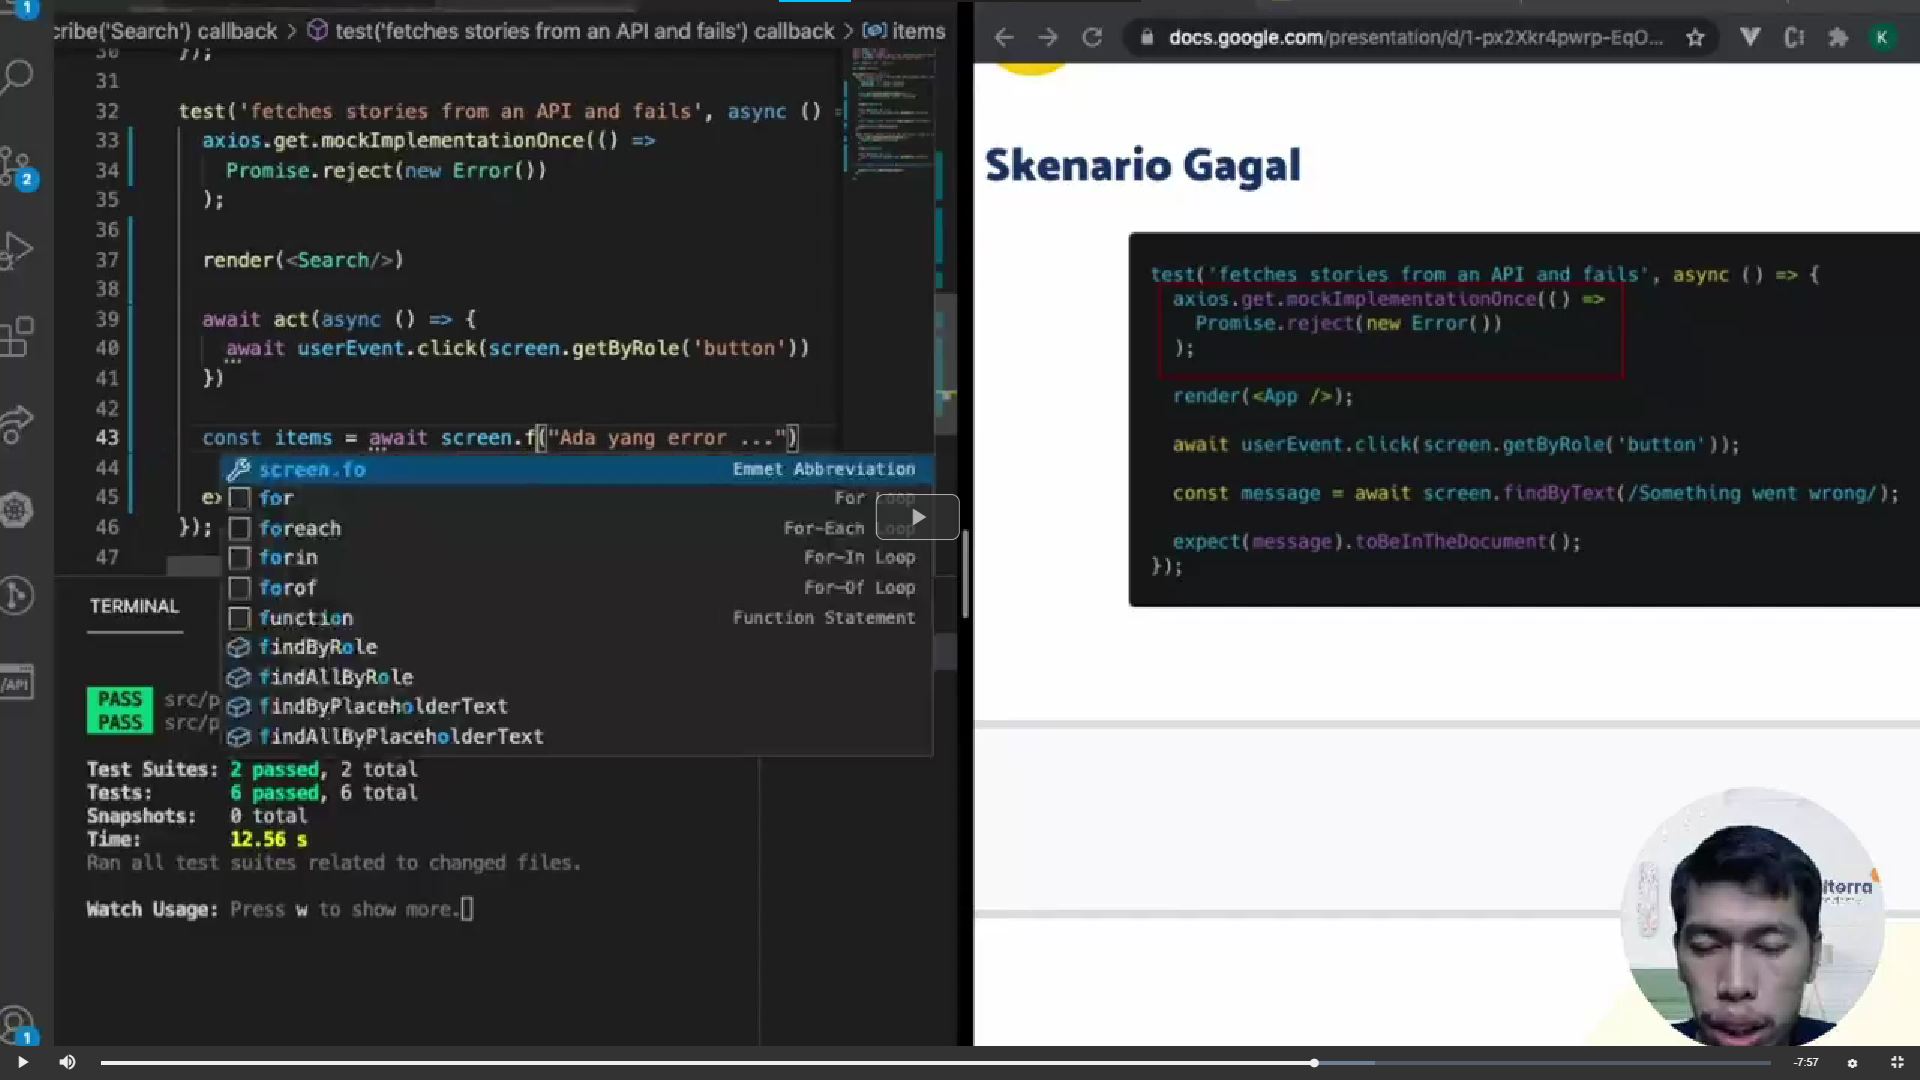 1
cribe('Search') callback > test('fetches stories from an API and fails') callback > items
30 });
31
32 test('fetches stories from an API and fails', async () =
33 axios.get.mockImplementationOnce(() =>
34 Promise.reject(new Error())
35 );
36
37 render(<Search/>)
38
39 await act(async () => {
40 await userEvent.click(screen.getByRole('button'))
41 })
42
43 const items = await screen.f("Ada yang error ...")
44
45 ex
46 });
47
screen.fo Emmet Abbreviation
for For Loop
foreach For-Each Loop
forin For-In Loop
forof For-Of Loop
function Function Statement
findByRole
findAllByRole
findByPlaceholderText
findAllByPlaceholderText
2
/API
1
TERMINAL
PASS src/p
PASS src/p
Test Suites: 2 passed, 2 total
Tests: 6 passed, 6 total
Snapshots: 0 total
Time: 12.56 s
Ran all test suites related to changed files.
Watch Usage: Press w to show more.
docs.google.com/presentation/d/1-px2Xkr4pwrp-EqO...
K
Skenario Gagal
test('fetches stories from an API and fails', async () => {
axios.get.mockImplementationOnce(() =>
Promise.reject(new Error())
);
render(<App />);
await userEvent.click(screen.getByRole('button'));
const message = await screen.findByText(/Something went wrong/);
expect(message).toBeInTheDocument();
});
-7:57